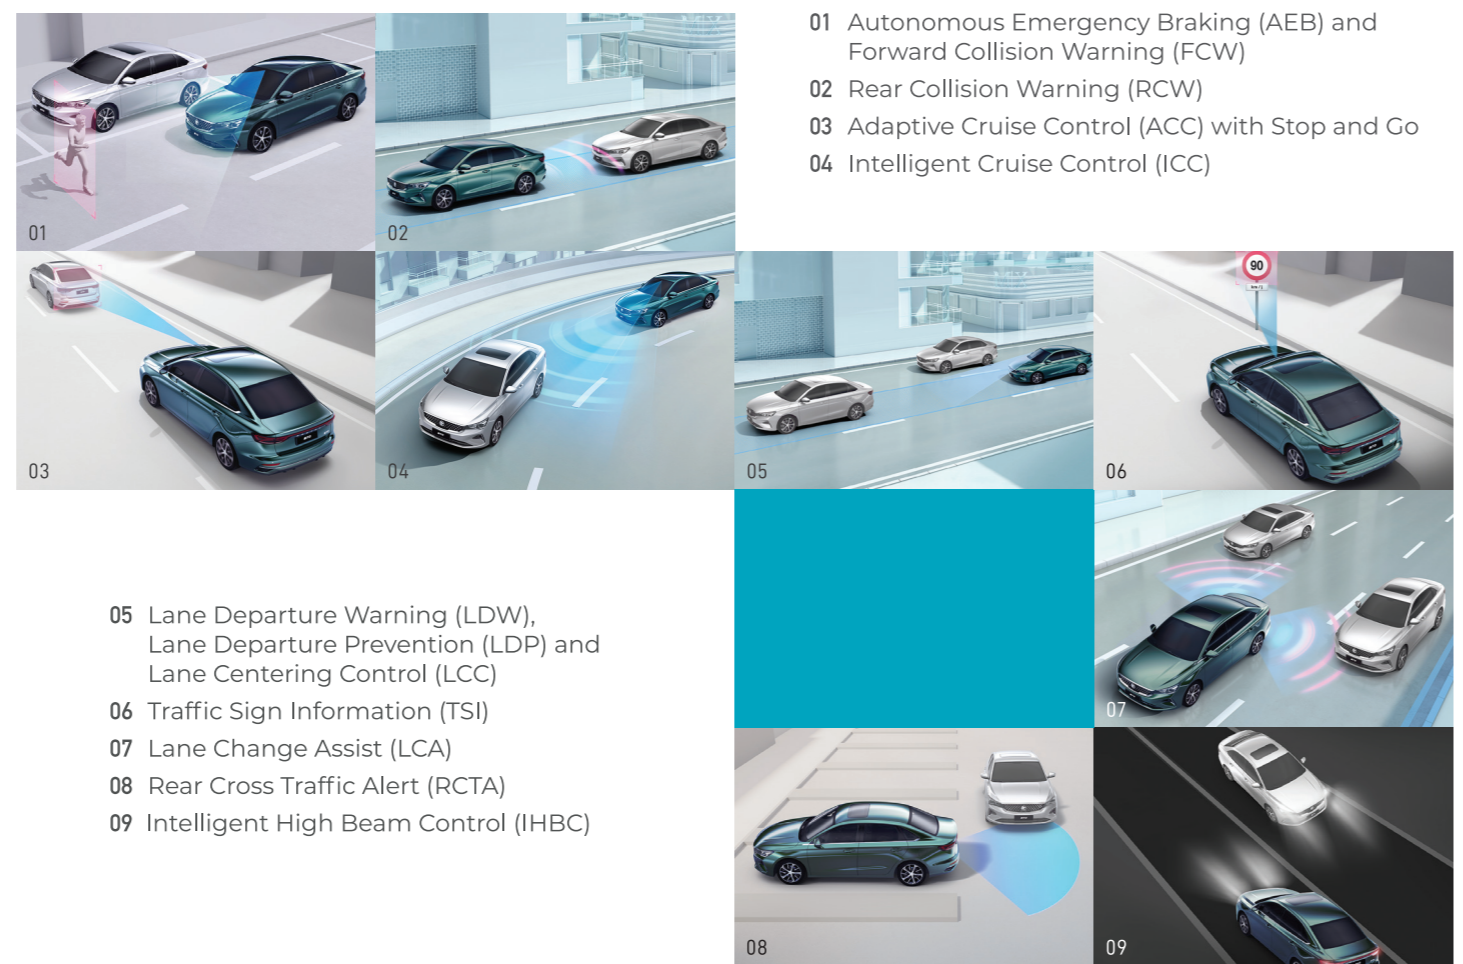 01 Autonomous Emergency Braking (AEB) and
Forward Collision Warning (FCW)
02 Rear Collision Warning (RCW)
03 Adaptive Cruise Control (ACC) with Stop and Go
04 Intelligent Cruise Control (ICC)
01
02
03
04
05
90
06
05 Lane Departure Warning (LDW),
Lane Departure Prevention (LDP) and
Lane Centering Control (LCC)
06 Traffic Sign Information (TSI)
07 Lane Change Assist (LCA)
08 Rear Cross Traffic Alert (RCTA)
09 Intelligent High Beam Control (IHBC)
07
08
09